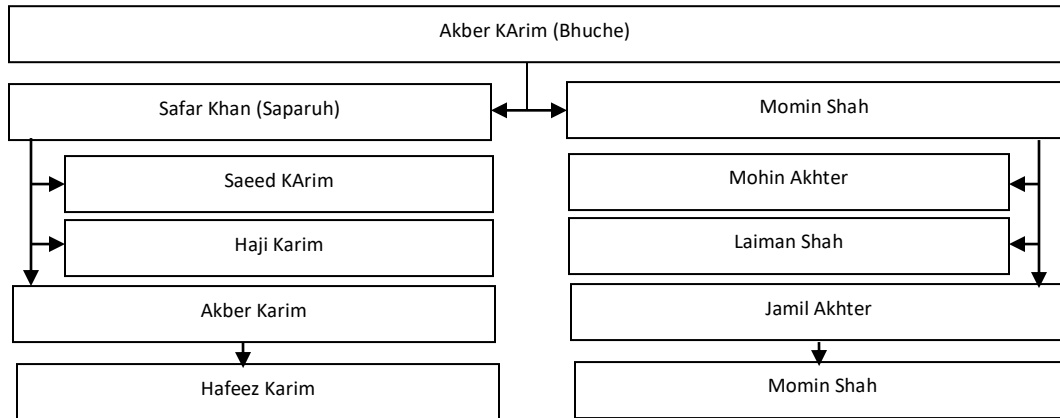 Akber KArim (Bhuche)
Safar Khan (Saparuh)
Momin Shah
Saeed KArim
Mohin Akhter
Haji Karim
Laiman Shah
Akber Karim
Jamil Akhter
Hafeez Karim
Momin Shah